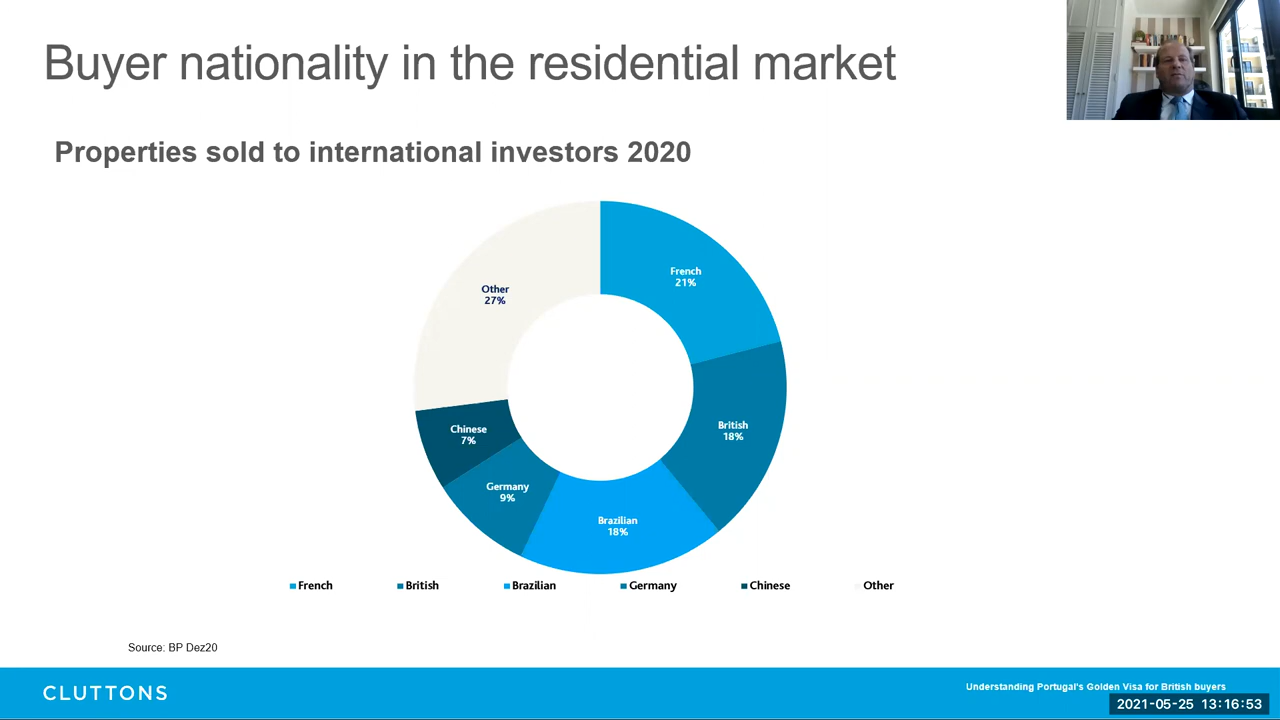 Buyer nationality in the residential market
Properties sold to international investors 2020
French
21%
Other
27%
British
18%
Chinese
7%
Germany
9%
Brazilian
18%
French British Brazilian Germany Chinese Other
Source: BP Dez20
CLUTTONS
Understanding Portugal's Golden Visa for British buyers
2021-05-25 13:16:53